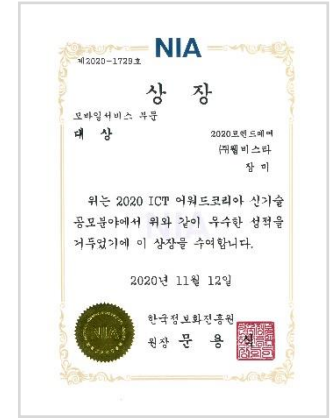 NIA
제2020-1729호
상 장
모바일서비스 부문
대 상
2020트렌드메이
(주)웹비스타
장 미
위는 2020 ICT 어워드코리아 신기술
공모분야에서 위와 같이 우수한 성적을
거두었기에 이 상장을 수여합니다.
2020년 11월 12일
한국정보화진흥원
원장 문 용 식
NIA